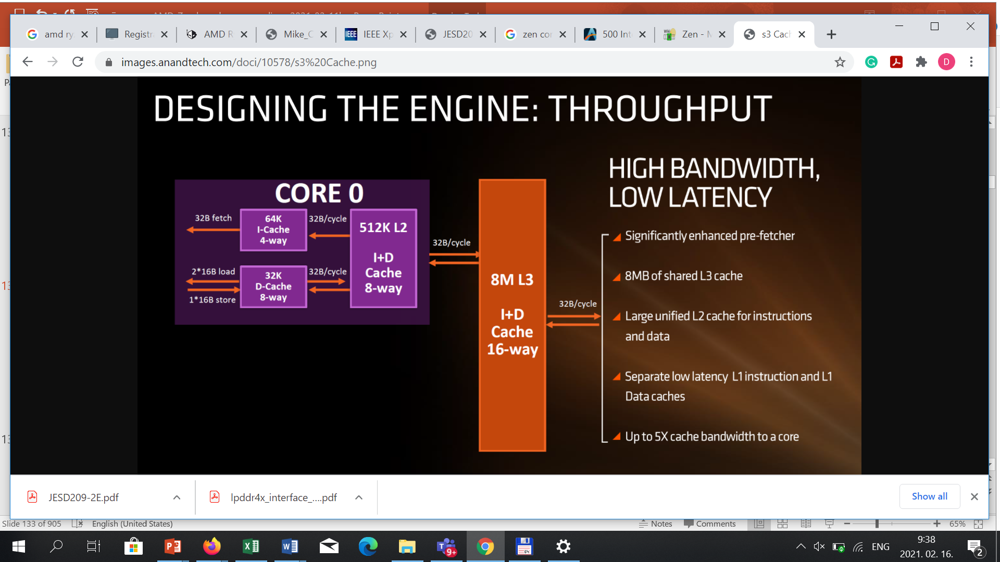 amd ry
Registr
AMD R
Mike_C
IEEE Xp
JESD20
zen cor
500 Int
Zen - M
s3 Cach
images.anandtech.com/doci/10578/s3%20Cache.png
D
DESIGNING THE ENGINE: THROUGHPUT
HIGH BANDWIDTH,
LOW LATENCY
CORE 0
32B fetch
64K
I-Cache
4-way
32B/cycle
512K L2
I+D
Cache
8-way
2*16B load
1*16B store
32K
D-Cache
8-way
32B/cycle
32B/cycle
8M L3
I+D
Cache
16-way
32B/cycle
Significantly enhanced pre-fetcher
8MB of shared L3 cache
Large unified L2 cache for instructions
and data
Separate low latency L1 instruction and L1
Data caches
Up to 5X cache bandwidth to a core
JESD209-2E.pdf
lpddr4x_interface_....pdf
Show all
Slide 133 of 905
English (United States)
Notes
Comments
65%
9+
ENG
9:38
2021. 02. 16.
2